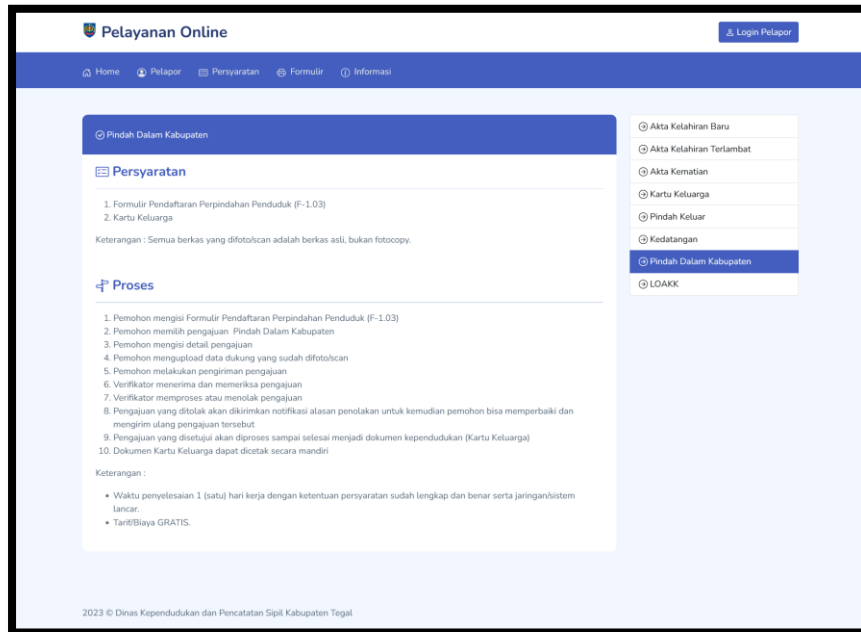 Pelayanan Online
Login Pelapor
Home Pelapor Persyaratan Formulir Informasi
Pindah Dalam Kabupaten
Persyaratan
1. Formulir Pendaftaran Perpindahan Penduduk (F-1.03)
2. Kartu Keluarga
Keterangan : Semua berkas yang difoto/scan adalah berkas asli, bukan fotocopy.
Proses
1. Pemohon mengisi Formulir Pendaftaran Perpindahan Penduduk (F-1.03)
2. Pemohon memilih pengajuan Pindah Dalam Kabupaten
3. Pemohon mengisi detail pengajuan
4. Pemohon mengupload data dukung yang sudah difoto/scan
5. Pemohon melakukan pengiriman pengajuan
6. Verifikator menerima dan memeriksa pengajuan
7. Verifikator memproses atau menolak pengajuan
8. Pengajuan yang ditolak akan dikirimkan notifikasi alasan penolakan untuk kemudian pemohon bisa memperbaiki dan
mengirim ulang pengajuan tersebut
9. Pengajuan yang disetujui akan diproses sampai selesai menjadi dokumen kependudukan (Kartu Keluarga)
10. Dokumen Kartu Keluarga dapat dicetak secara mandiri
Keterangan :
• Waktu penyelesaian 1 (satu) hari kerja dengan ketentuan persyaratan sudah lengkap dan benar serta jaringan/sistem
lancar.
• Tarif/Biaya GRATIS.
Akta Kelahiran Baru
Akta Kelahiran Terlambat
Akta Kematian
Kartu Keluarga
Pindah Keluar
Kedatangan
Pindah Dalam Kabupaten
LOAKK
2023 © Dinas Kependudukan dan Pencatatan Sipil Kabupaten Tegal